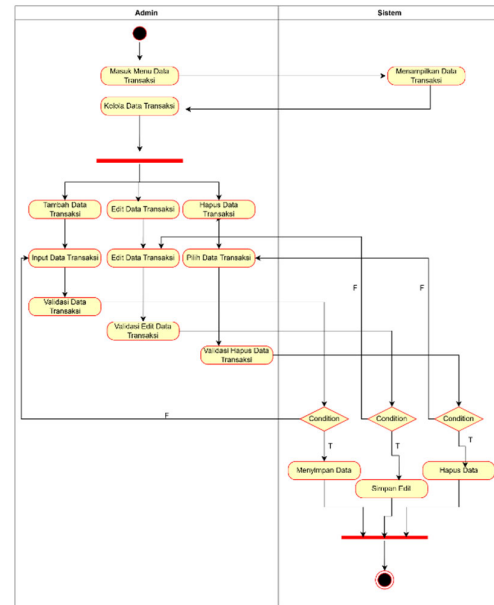 Admin
Sistem
Masuk Menu Data
Transaksi
Menampilkan Data
Transaksi
Kelola Data Transaksi
Tambah Data
Transaksi
Edit Data Transaksi
Hapus Data
Transaksi
Input Data Transaksi
Edit Data Transaksi
Pilih Data Transaksi
F
F
Validasi Data
Transaksi
Validasi Edit Data
Transaksi
Validasi Hapus Data
Transaksi
F
Condition
Condition
Condition
T
T
T
Menyimpan Data
Simpan Edit
Hapus Data